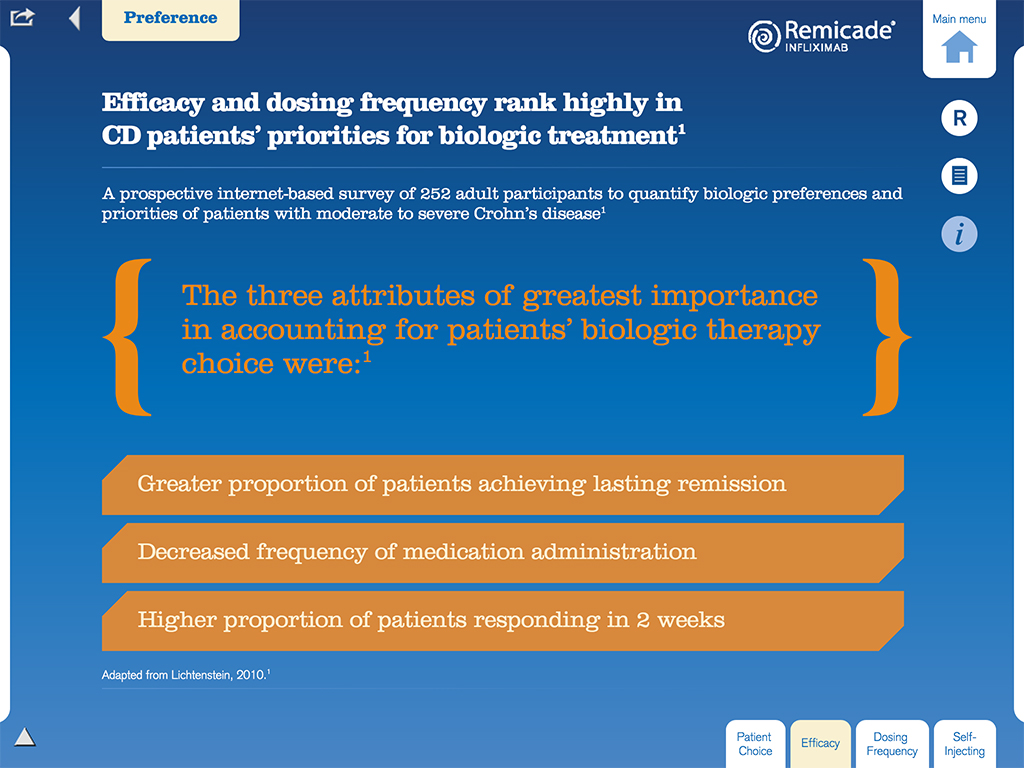 Preference
Remicade®
INFLIXIMAB
Main menu
Efficacy and dosing frequency rank highly in
CD patients’ priorities for biologic treatment¹
R
A prospective internet-based survey of 252 adult participants to quantify biologic preferences and
priorities of patients with moderate to severe Crohn’s disease¹
i
The three attributes of greatest importance
in accounting for patients’ biologic therapy
choice were:¹
Greater proportion of patients achieving lasting remission
Decreased frequency of medication administration
Higher proportion of patients responding in 2 weeks
Adapted from Lichtenstein, 2010.¹
Patient
Choice
Efficacy
Dosing
Frequency
Self-
Injecting